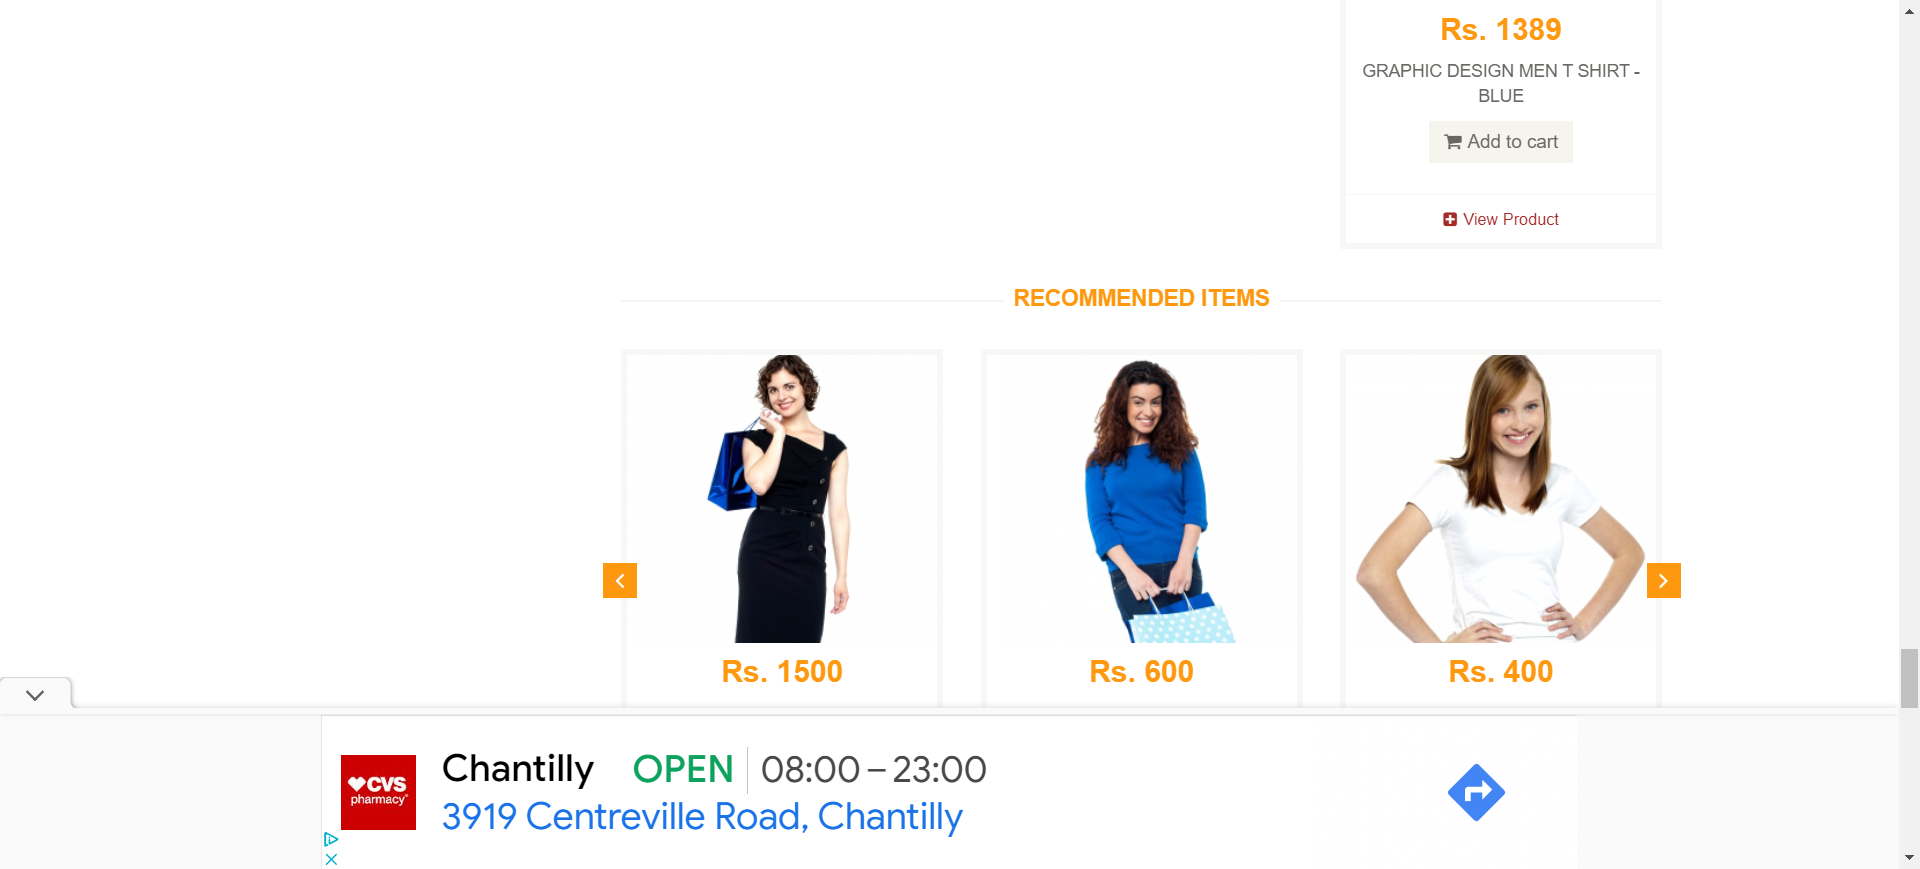 Rs. 1389
GRAPHIC DESIGN MEN T SHIRT -
BLUE
Add to cart
View Product
RECOMMENDED ITEMS
Rs. 1500
Rs. 600
Rs. 400
CVS
pharmacy
Chantilly OPEN 08:00 – 23:00
3919 Centreville Road, Chantilly